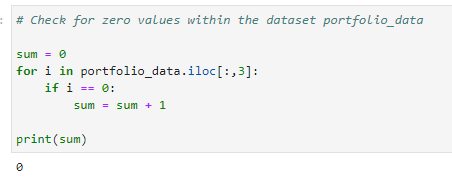 : # Check for zero values within the dataset portfolio_data
sum = 0
for i in portfolio_data.iloc[:,3]:
    if i == 0:
        sum = sum + 1
print(sum)
0